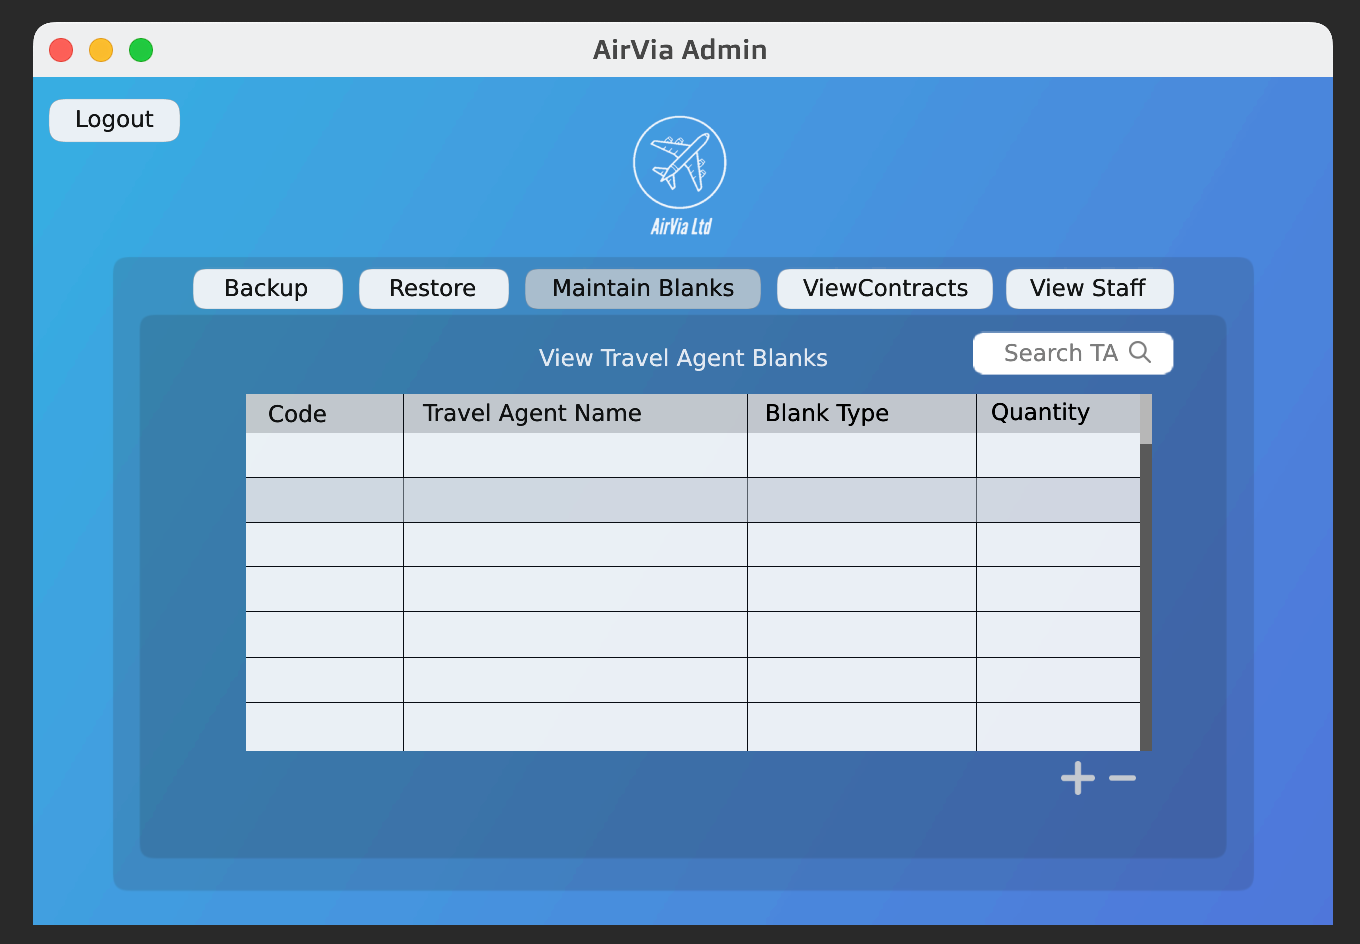 AirVia Admin
Logout
AirVia Ltd
Backup Restore Maintain Blanks ViewContracts View Staff
View Travel Agent Blanks Search TA
Code Travel Agent Name Blank Type Quantity